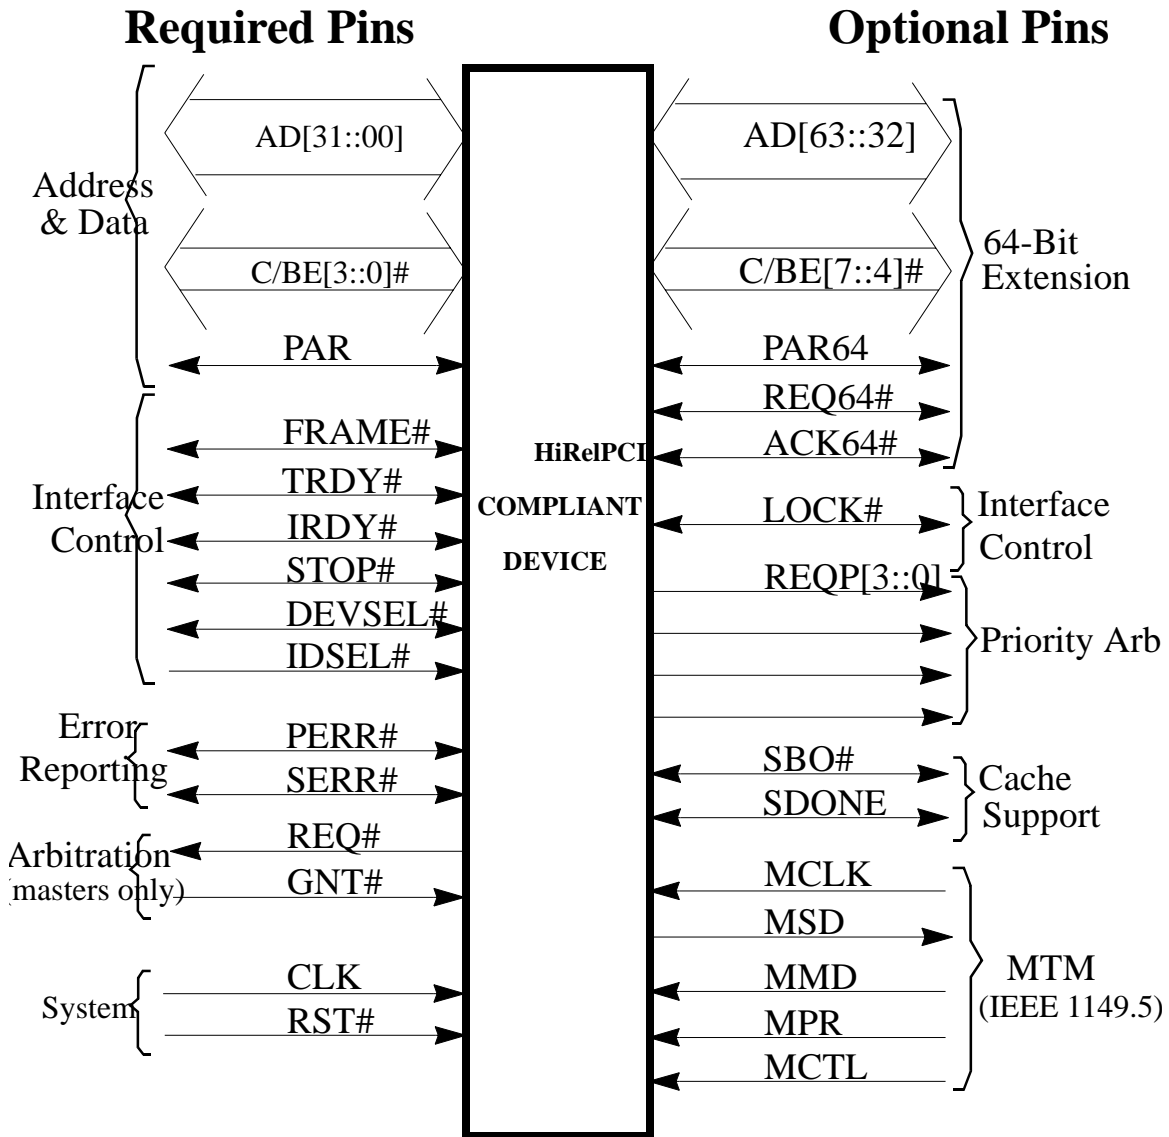 Required Pins
Optional Pins
AD[31::00]
Address
& Data
C/BE[3::0]#
PAR
FRAME#
TRDY#
Interface
Control
IRDY#
STOP#
DEVSEL#
IDSEL#
Error
Reporting
PERR#
SERR#
Arbitration
(masters only)
REQ#
GNT#
System
CLK
RST#
HiRelPCI
COMPLIANT
DEVICE
AD[63::32]
C/BE[7::4]#
64-Bit
Extension
PAR64
REQ64#
ACK64#
LOCK#
Interface
Control
REQP[3::0]
Priority Arb
SBO#
SDONE
Cache
Support
MCLK
MSD
MMD
MPR
MCTL
MTM
(IEEE 1149.5)